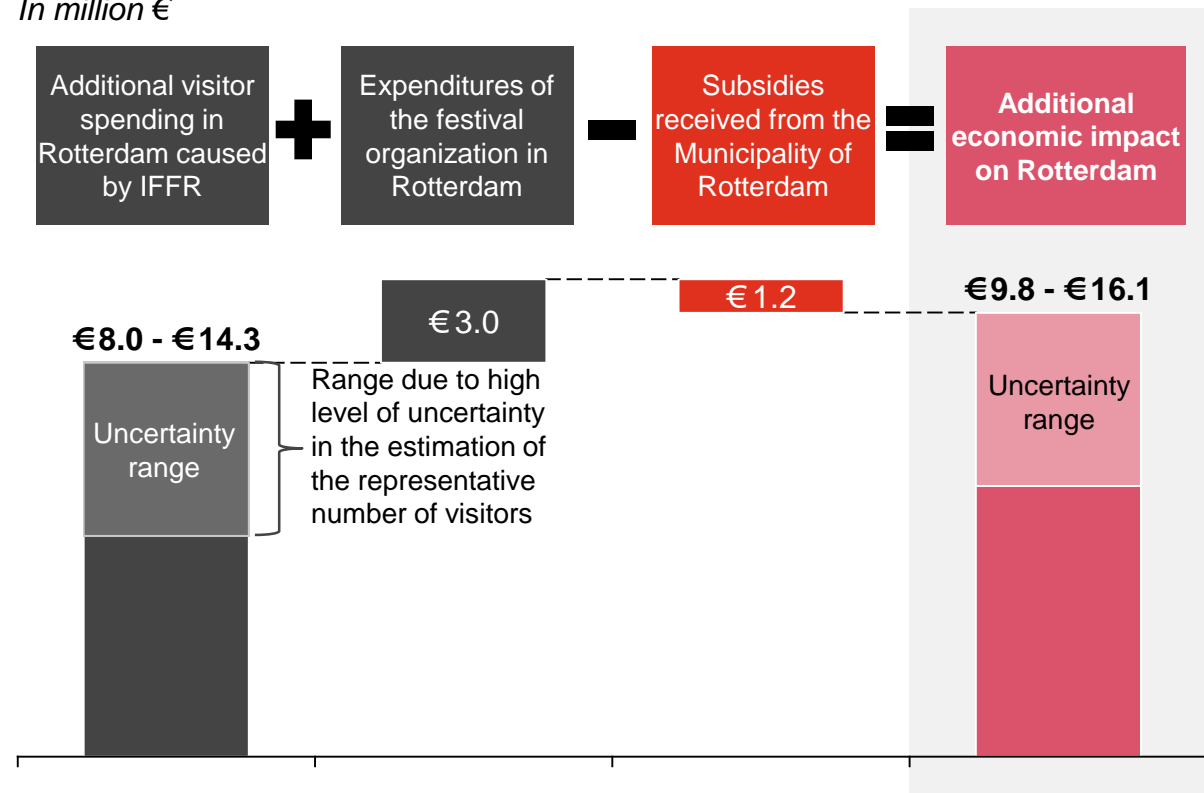 In million €
Additional visitor
spending in
Rotterdam caused
by IFFR
+
Expenditures of
the festival
organization in
Rotterdam
-
Subsidies
received from the
Municipality of
Rotterdam
=
Additional
economic impact
on Rotterdam
€8.0 - €14.3
€3.0
€1.2
€9.8 - €16.1
Uncertainty
range
Range due to high
level of uncertainty
in the estimation of
the representative
number of visitors
Uncertainty
range